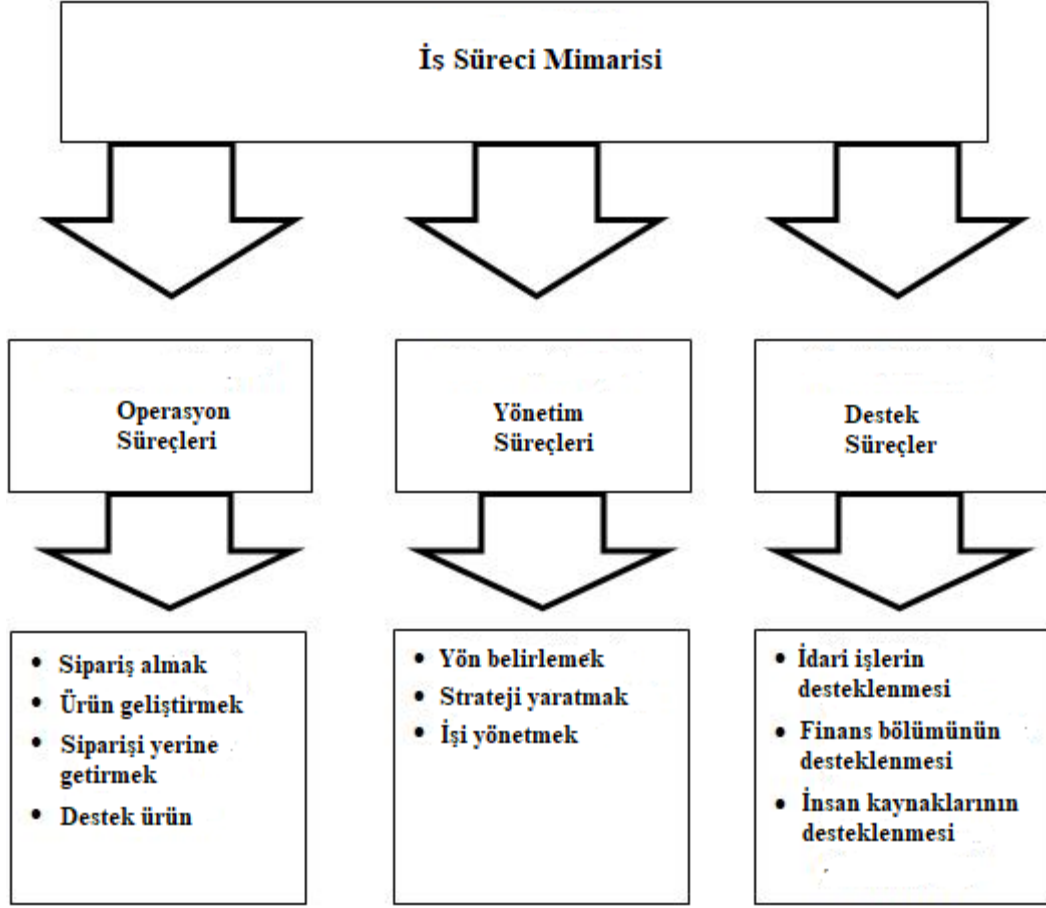 İş Süreci Mimarisi
Operasyon
Süreçleri
Yönetim
Süreçleri
Destek
Süreçler
• Sipariş almak
• Ürün geliştirmek
• Siparişi yerine
getirmek
• Destek ürün
• Yön belirlemek
• Strateji yaratmak
• İşi yönetmek
• İdari işlerin
desteklenmesi
• Finans bölümünün
desteklenmesi
• İnsan kaynaklarının
desteklenmesi